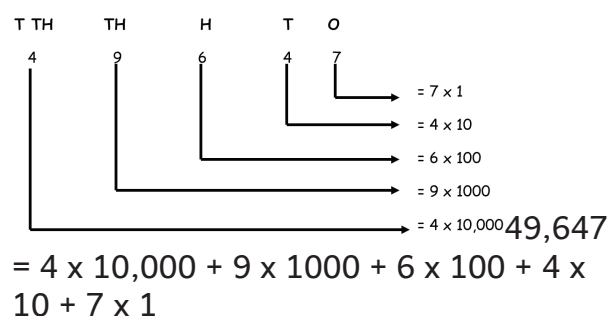 T TH TH H T O
4 9 6 4 7
= 7 x 1
= 4 x 10
= 6 x 100
= 9 x 1000
= 4 x 10,000 49,647
= 4 x 10,000 + 9 x 1000 + 6 x 100 + 4 x
10 + 7 x 1